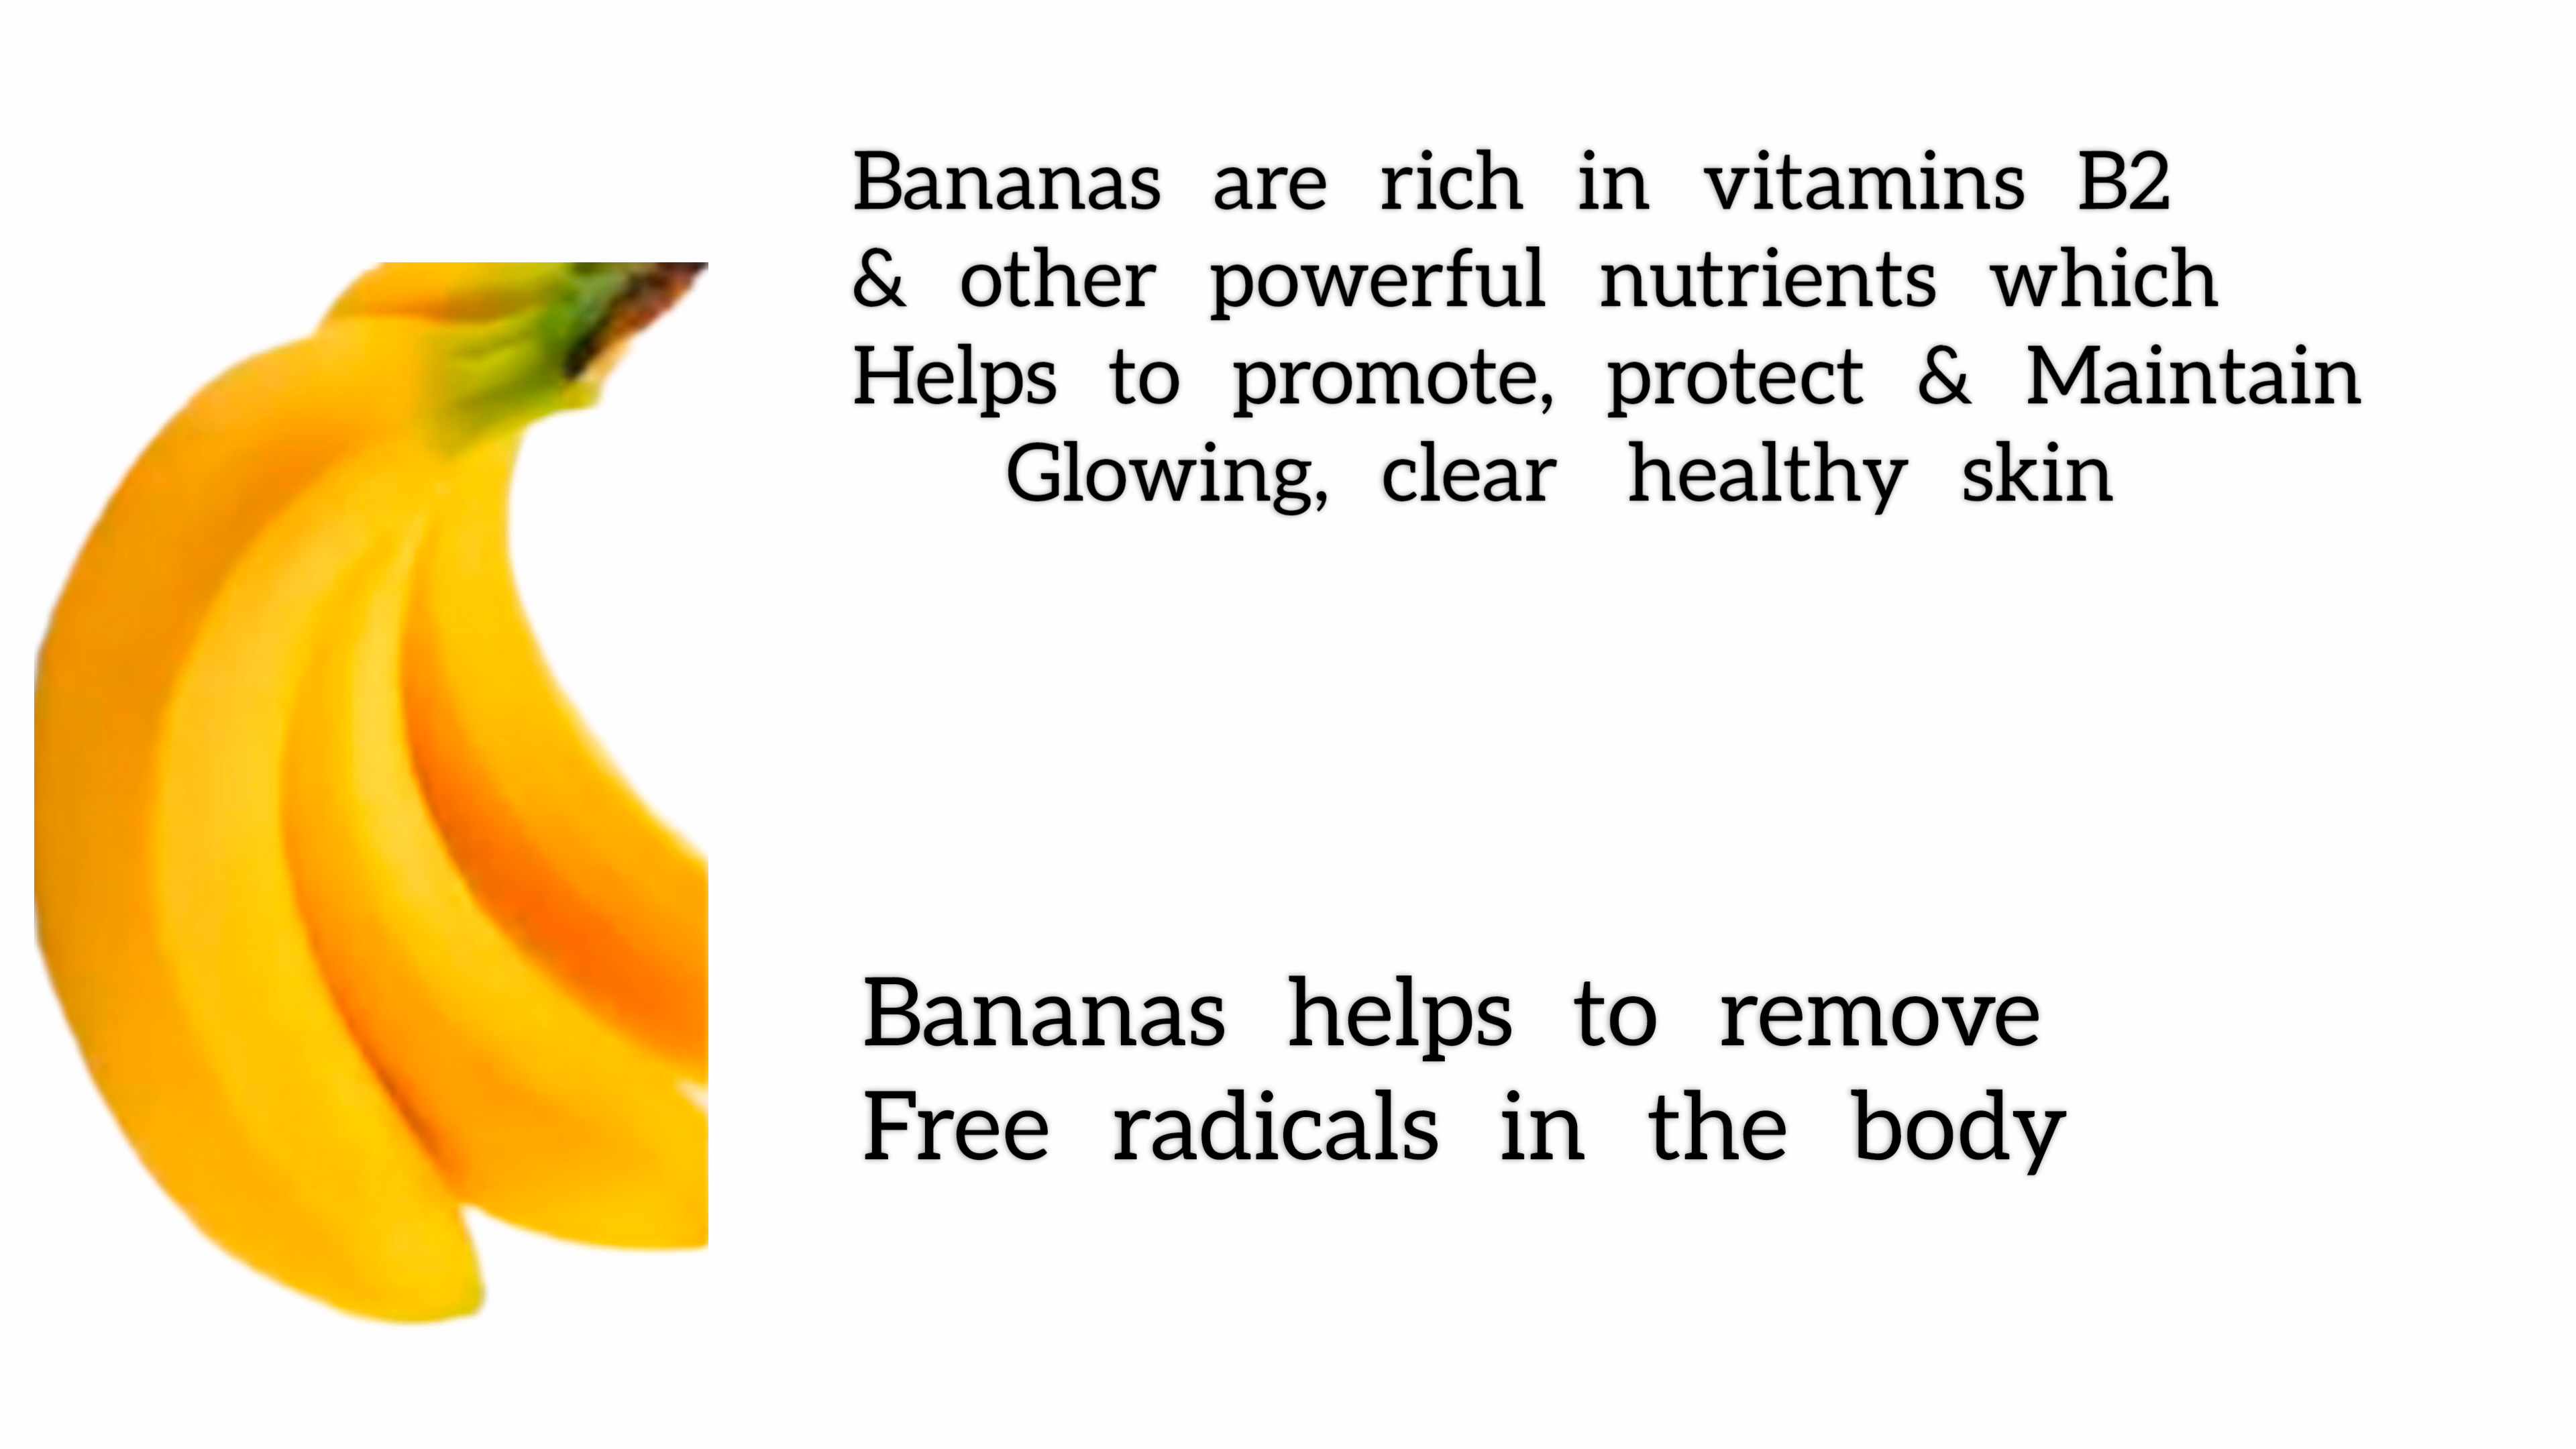 Bananas are rich in vitamins B2
& other powerful nutrients which
Helps to promote, protect & Maintain
Glowing, clear healthy skin
Bananas helps to remove
Free radicals in the body